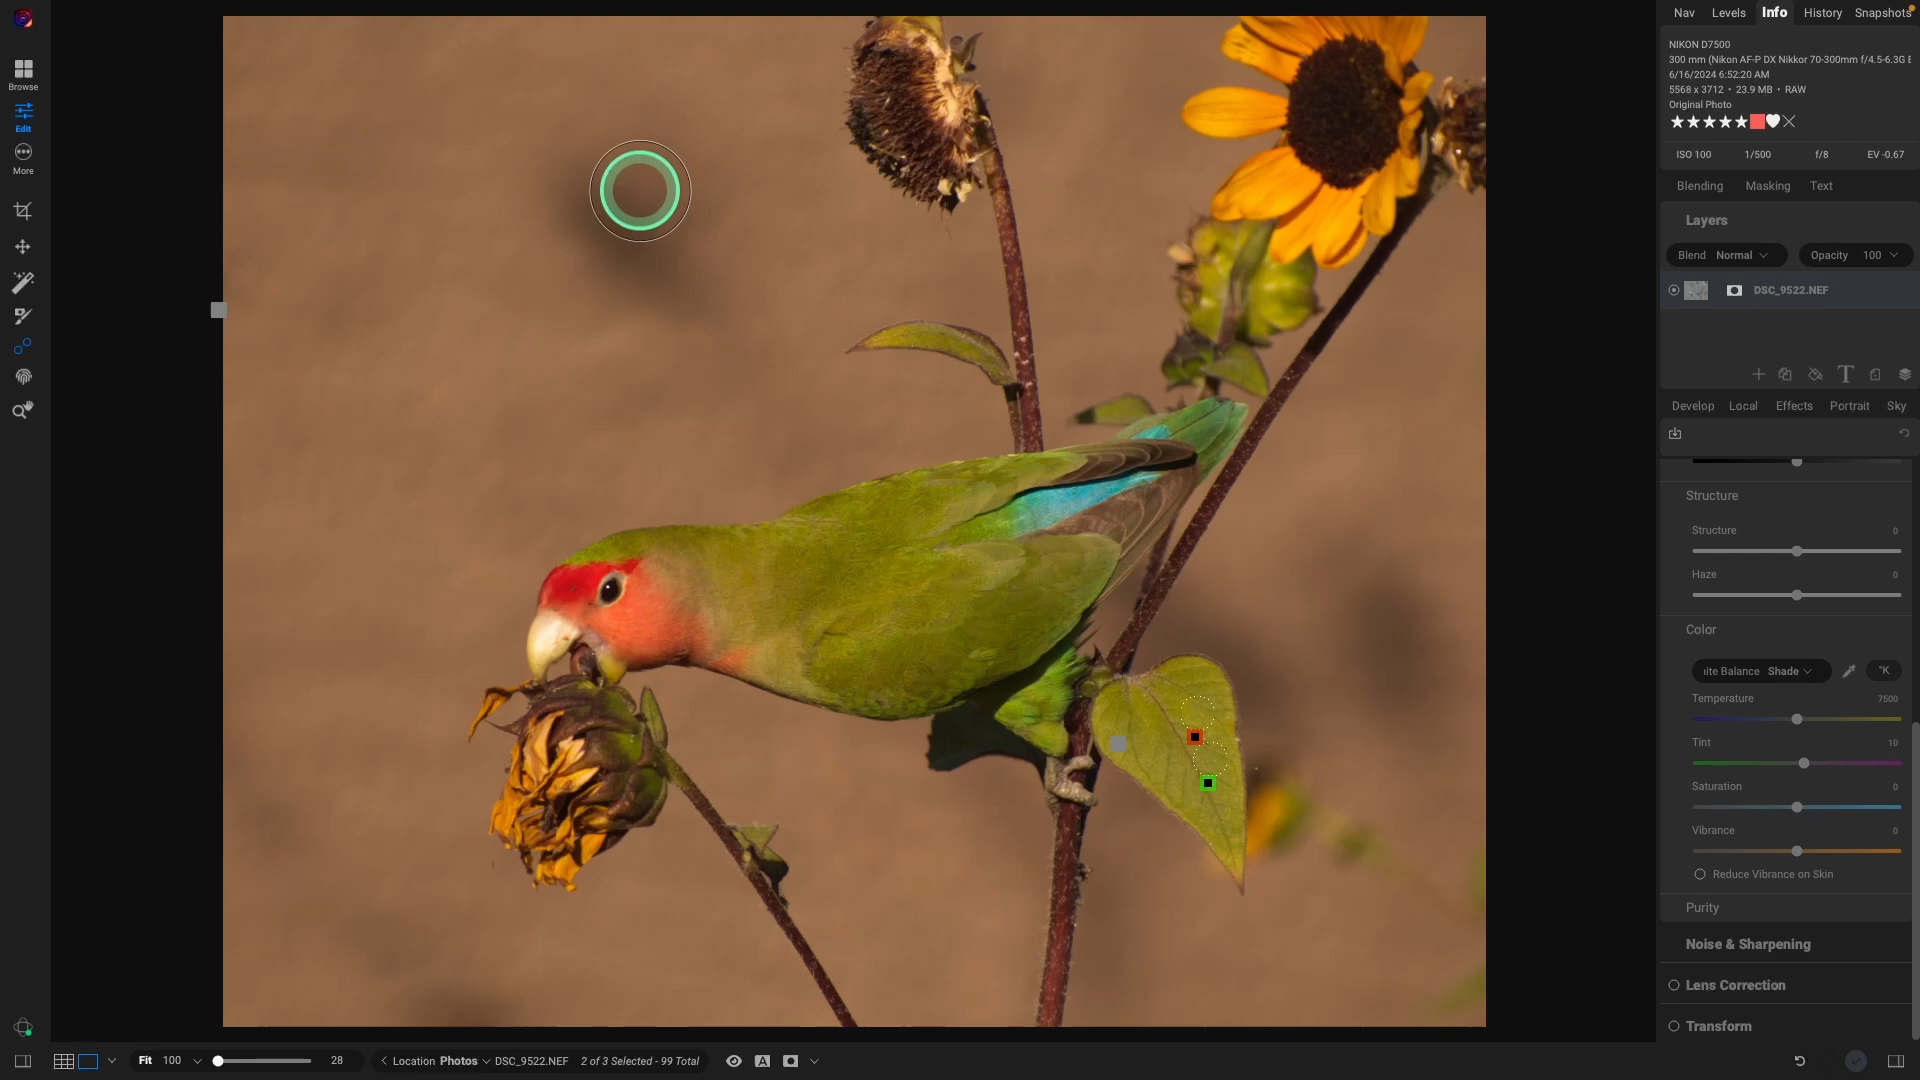 Nav Levels Info History Snapshots
NIKON D7500
300 mm (Nikon AF-P DX Nikkor 70-300mm f/4.5-6.3G E
6/16/2024 6:52:20 AM
5568 x 3712 • 23.9 MB • RAW
Original Photo
ISO 100 1/500 f/8 EV -0.67
Blending Masking Text
Layers
Blend Normal Opacity 100
DSC_9522.NEF
Develop Local Effects Portrait Sky
Structure
Structure 0
Haze 0
Color
ite Balance Shade °K
Temperature 7500
Tint 10
Saturation 0
Vibrance 0
Reduce Vibrance on Skin
Purity
Noise & Sharpening
Lens Correction
Transform
Browse
Edit
More
Fit 100 28 Location Photos DSC_9522.NEF 2 of 3 Selected - 99 Total A